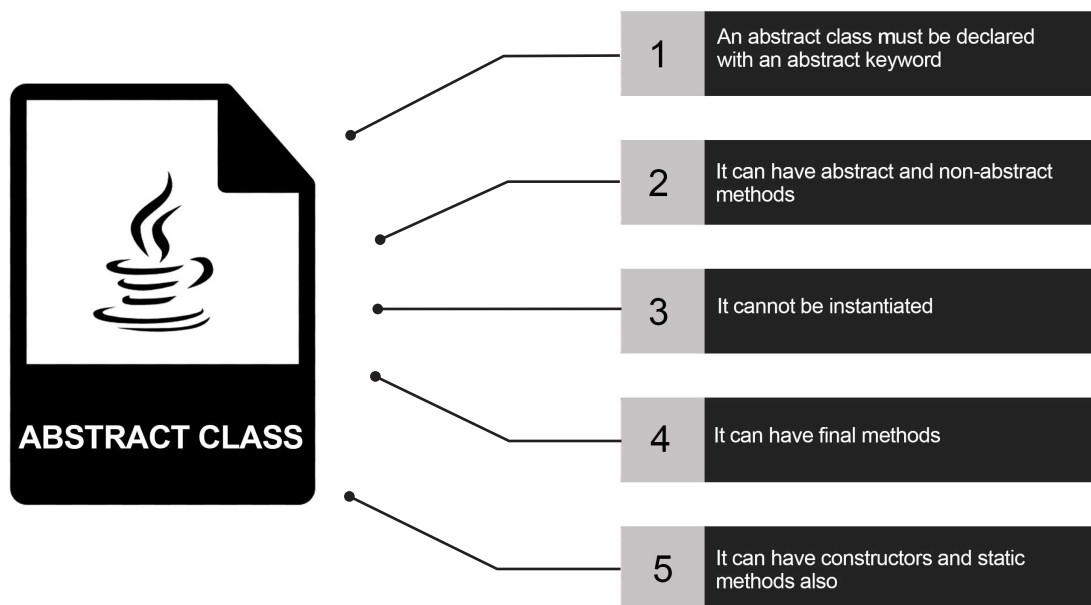 ABSTRACT CLASS
1
An abstract class must be declared
with an abstract keyword
2
It can have abstract and non-abstract
methods
3
It cannot be instantiated
4
It can have final methods
5
It can have constructors and static
methods also